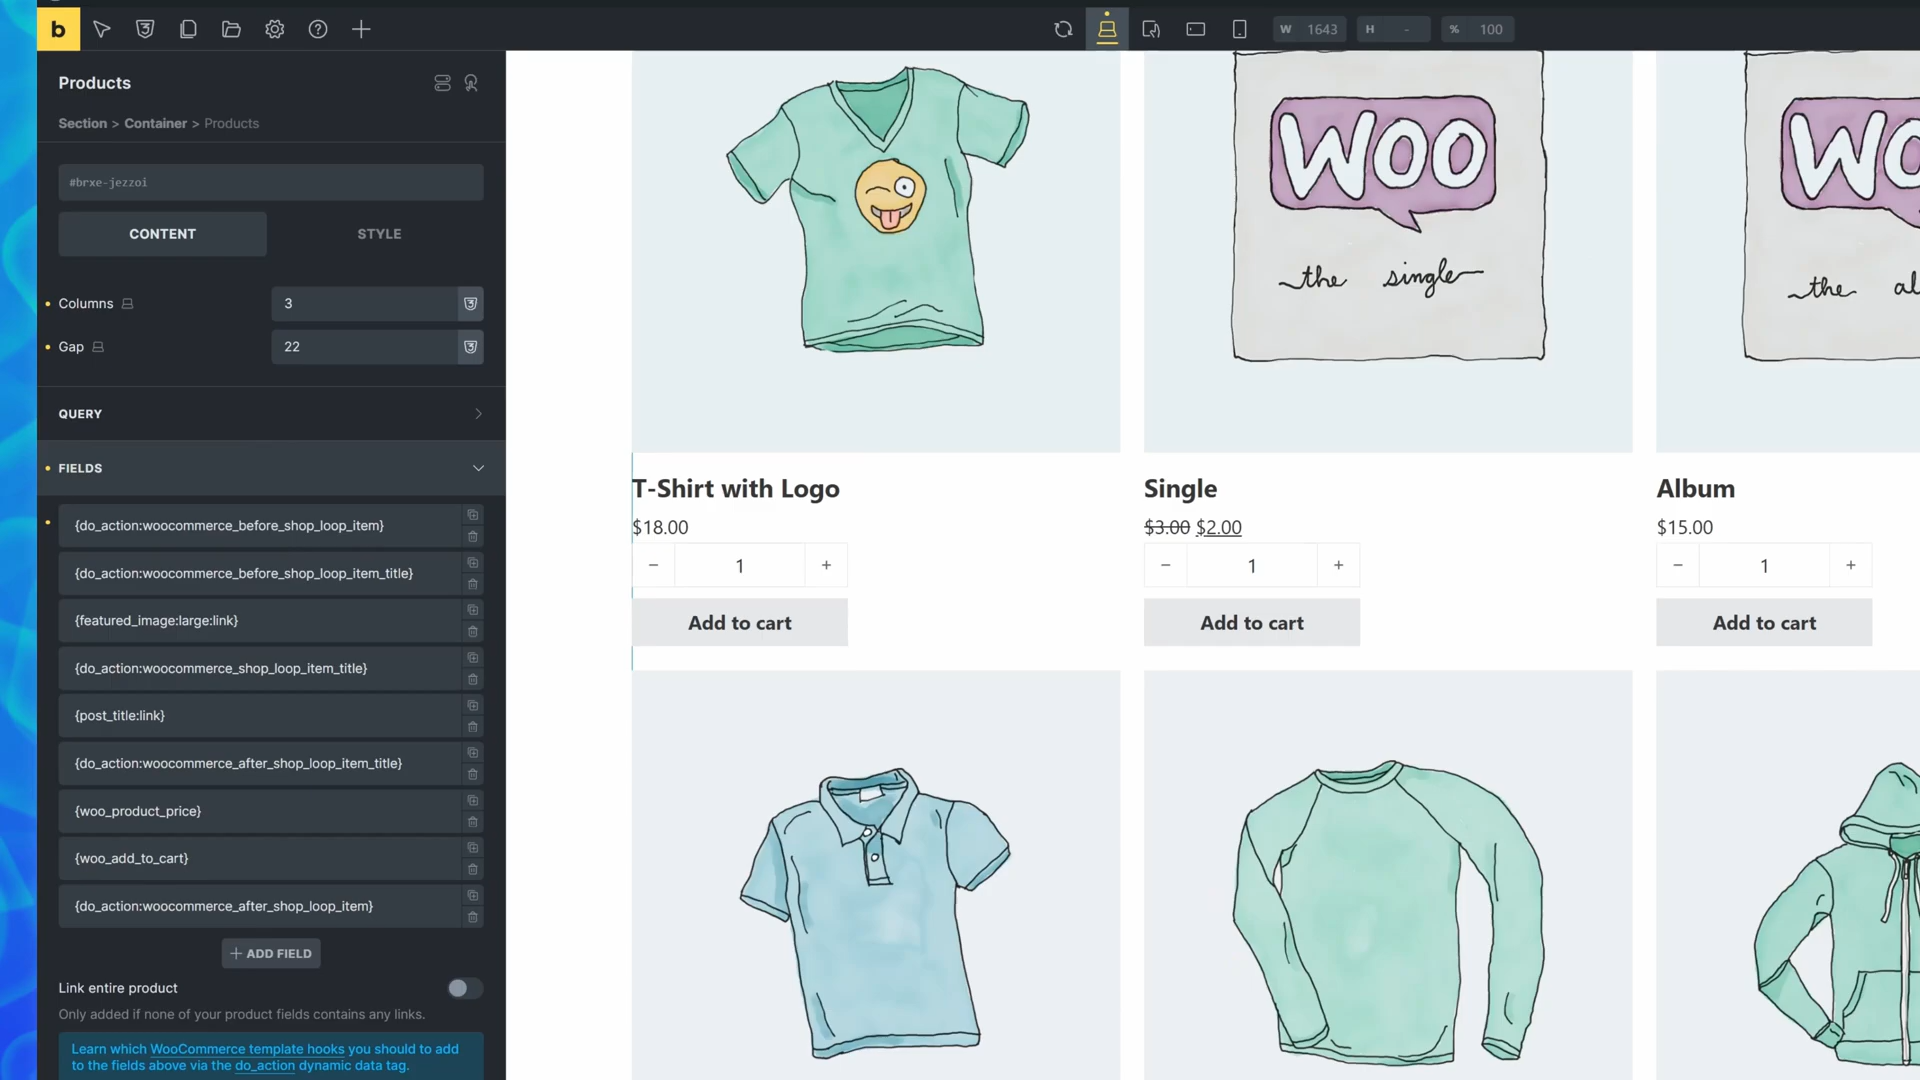 b
W 1643 H - % 100
Products
Section > Container > Products
#brxe-jezzoi
CONTENT STYLE
Columns 3
Gap 22
QUERY
FIELDS
{do_action:woocommerce_before_shop_loop_item}
{do_action:woocommerce_before_shop_loop_item_title}
{featured_image:large:link}
{do_action:woocommerce_shop_loop_item_title}
{post_title:link}
{do_action:woocommerce_after_shop_loop_item_title}
{woo_product_price}
{woo_add_to_cart}
{do_action:woocommerce_after_shop_loop_item}
+ ADD FIELD
Link entire product
Only added if none of your product fields contains any links.
Learn which WooCommerce template hooks you should to add
to the fields above via the do_action dynamic data tag.
WOO
the single
WO
the al
T-Shirt with Logo
$18.00
− 1 +
Add to cart
Single
$3.00 $2.00
− 1 +
Add to cart
Album
$15.00
− 1 +
Add to cart